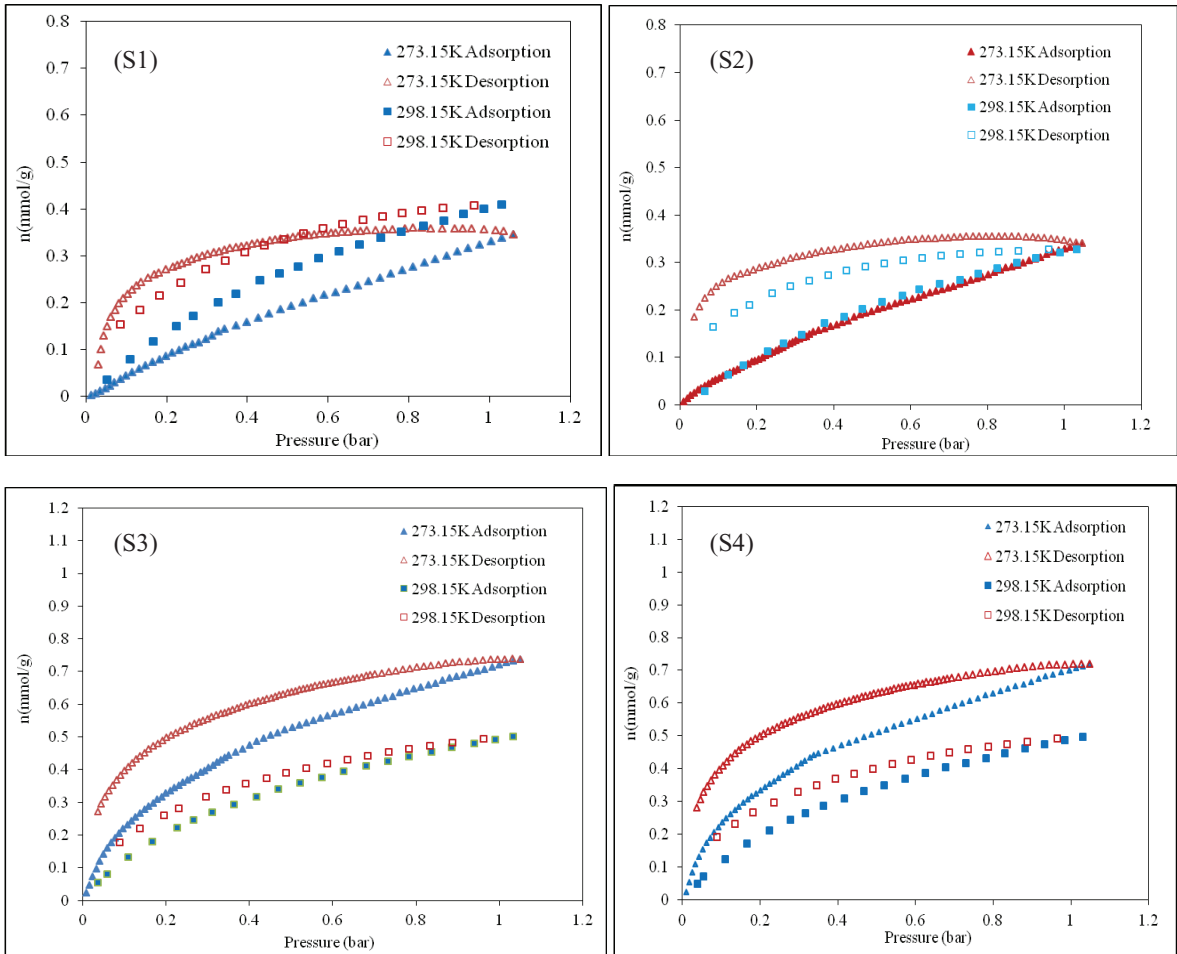 0.8
0.7
0.6
0.5
0.4
0.3
0.2
0.1
0
n(mmol/g)
(S1)
273.15K Adsorption
273.15K Desorption
298.15K Adsorption
298.15K Desorption
0 0.2 0.4 0.6 0.8 1 1.2
Pressure (bar)
0.8
0.7
0.6
0.5
0.4
0.3
0.2
0.1
0
n(mmol/g)
(S2)
273.15K Adsorption
273.15K Desorption
298.15K Adsorption
298.15K Desorption
0 0.2 0.4 0.6 0.8 1 1.2
Pressure (bar)
1.2
1.1
1
0.9
0.8
0.7
0.6
0.5
0.4
0.3
0.2
0.1
0
n(mmol/g)
(S3)
273.15K Adsorption
273.15K Desorption
298.15K Adsorption
298.15K Desorption
0 0.2 0.4 0.6 0.8 1 1.2
Pressure (bar)
1.2
1.1
1
0.9
0.8
0.7
0.6
0.5
0.4
0.3
0.2
0.1
0
n(mmol/g)
(S4)
273.15K Adsorption
273.15K Desorption
298.15K Adsorption
298.15K Desorption
0 0.2 0.4 0.6 0.8 1 1.2
Pressure (bar)